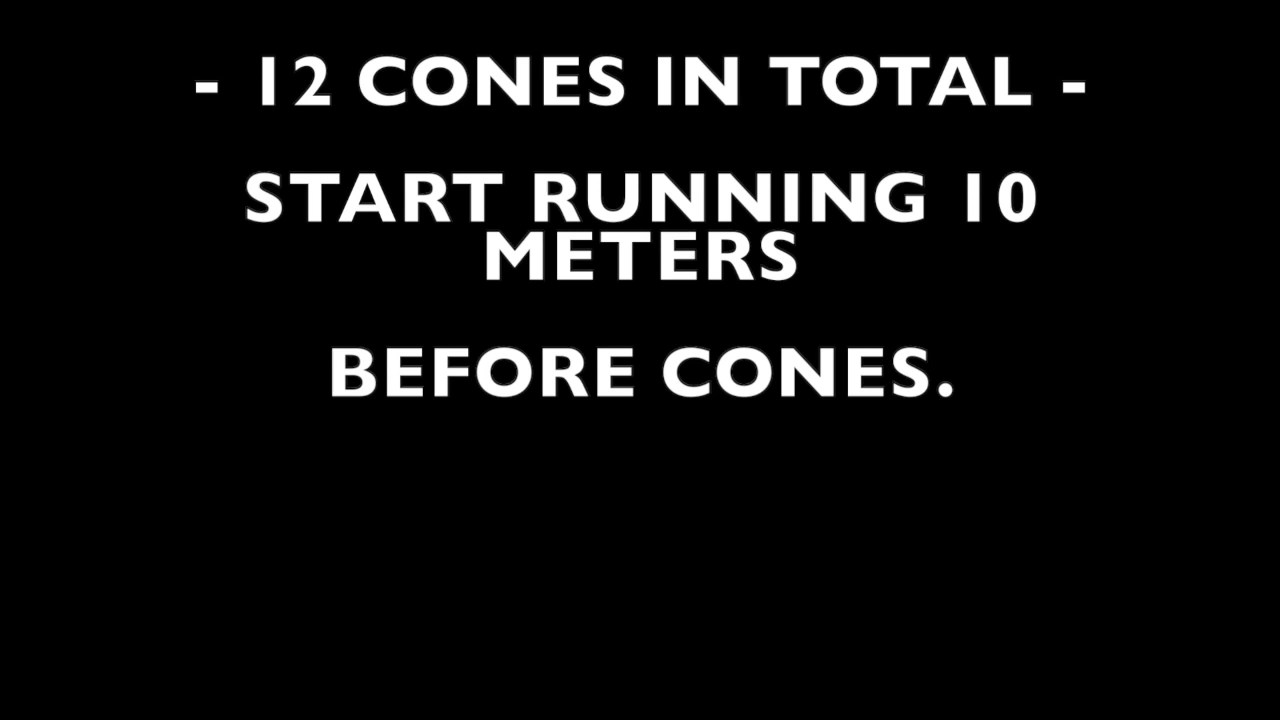 - 12 CONES IN TOTAL -
START RUNNING 10
METERS
BEFORE CONES.